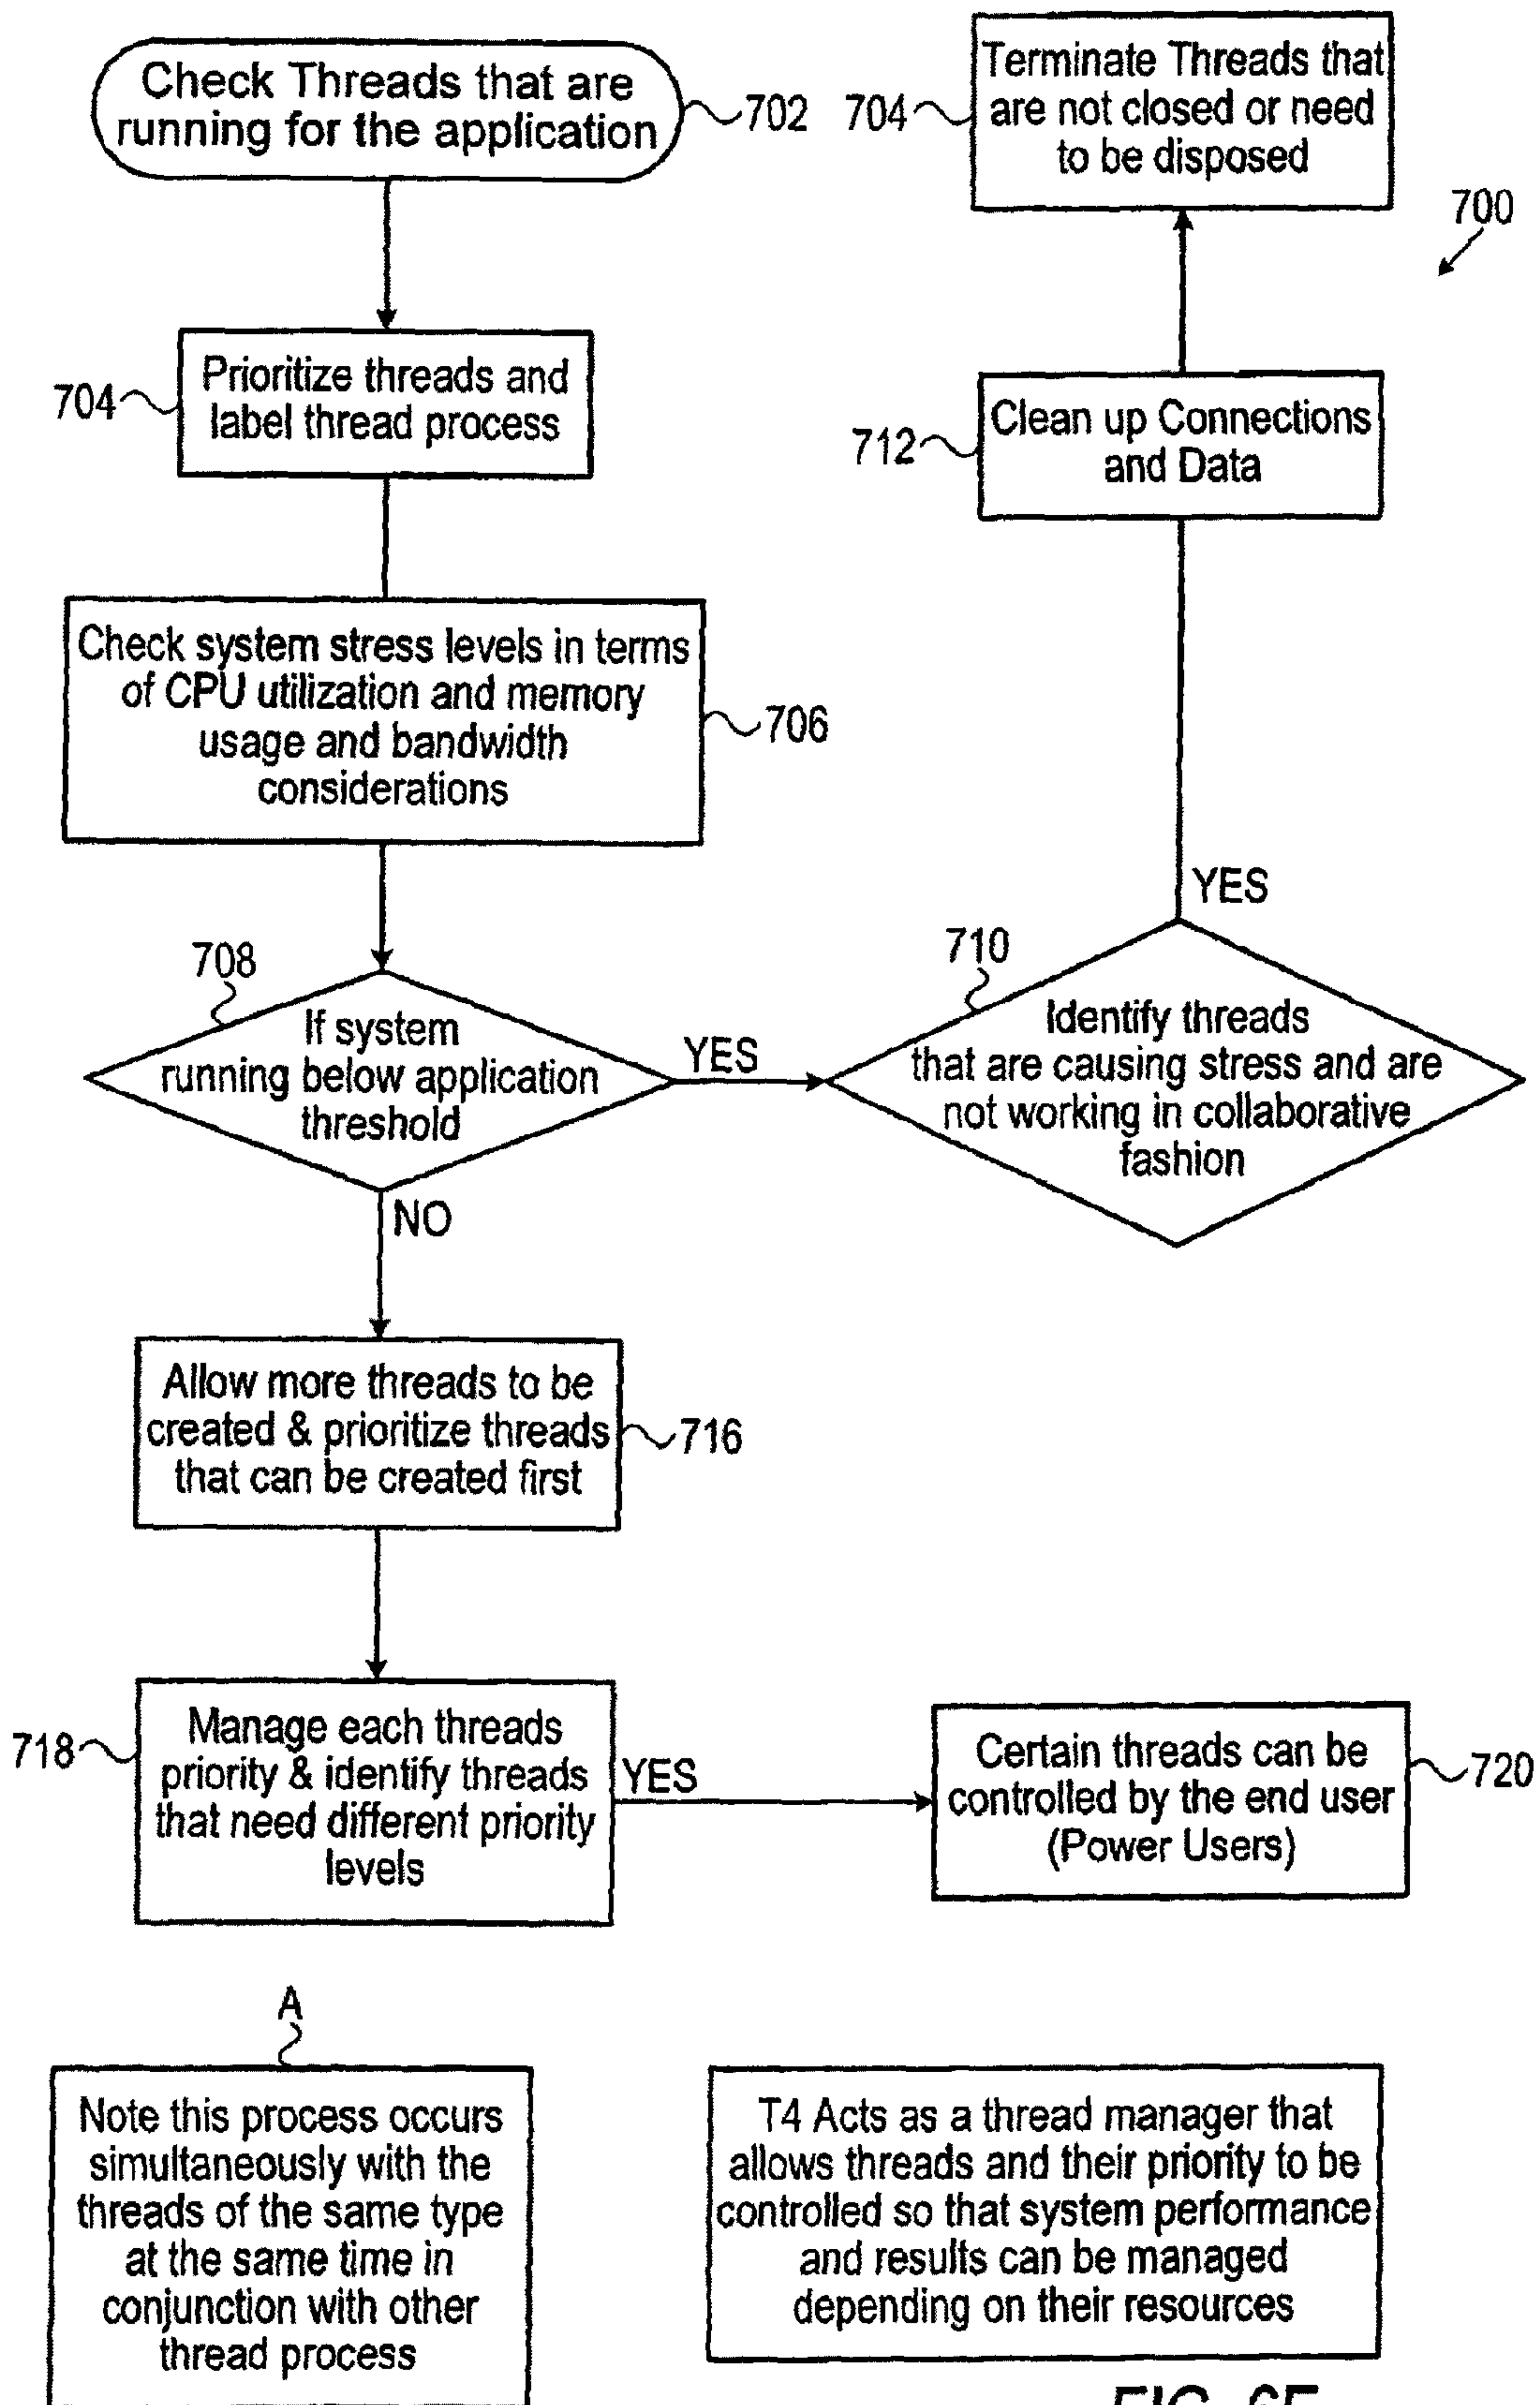 Check Threads that are
running for the application
702
704
Terminate Threads that
are not closed or need
to be disposed
700
704
Prioritize threads and
label thread process
712
Clean up Connections
and Data
Check system stress levels in terms
of CPU utilization and memory
usage and bandwidth
considerations
706
YES
708
If system
running below application
threshold
YES
710
Identify threads
that are causing stress and are
not working in collaborative
fashion
NO
Allow more threads to be
created & prioritize threads
that can be created first
716
718
Manage each threads
priority & identify threads
that need different priority
levels
YES
Certain threads can be
controlled by the end user
(Power Users)
720
A
Note this process occurs
simultaneously with the
threads of the same type
at the same time in
conjunction with other
thread process
T4 Acts as a thread manager that
allows threads and their priority to be
controlled so that system performance
and results can be managed
depending on their resources